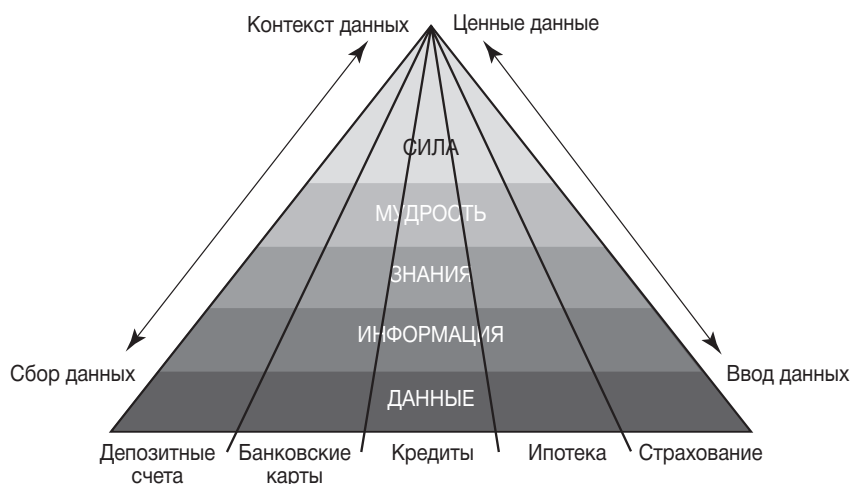 Контекст данных
Ценные данные
СИЛА
МУДРОСТЬ
ЗНАНИЯ
ИНФОРМАЦИЯ
Сбор данных
Ввод данных
ДАННЫЕ
Депозитные
счета
Банковские
карты
Кредиты
Ипотека
Страхование